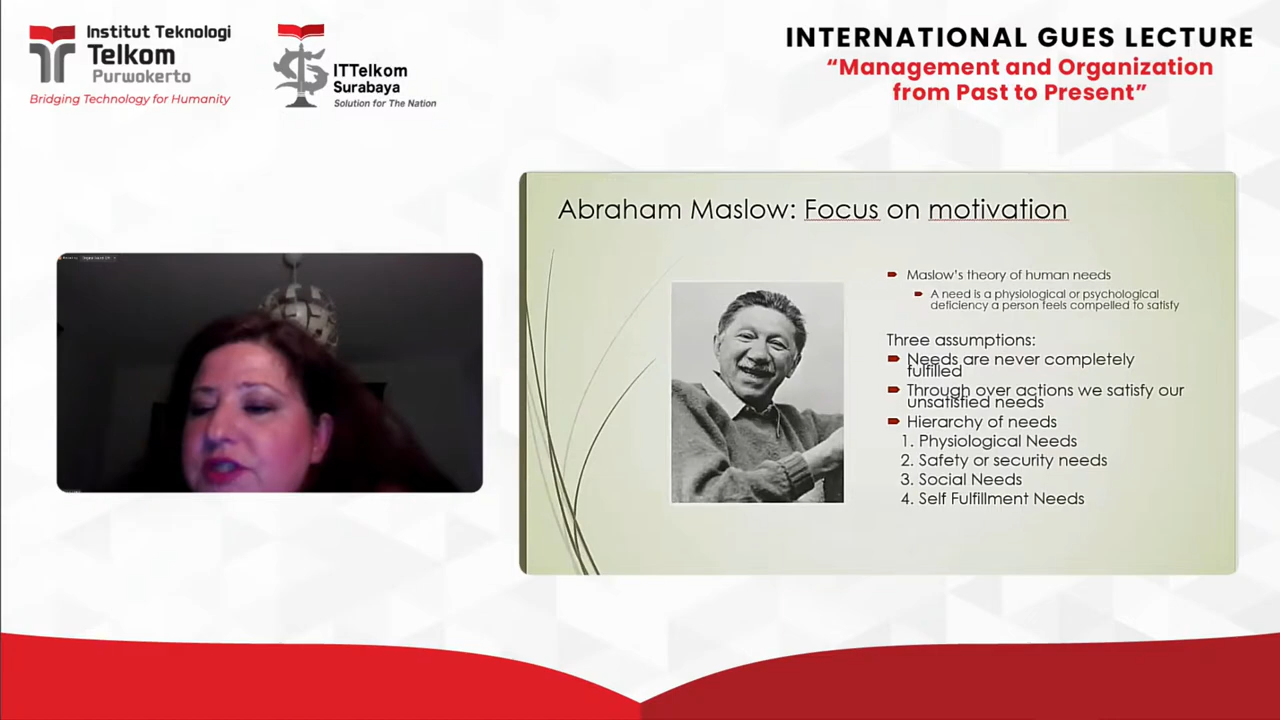 Institut Teknologi
Telkom
Purwokerto
Bridging Technology for Humanity
ITTelkom
Surabaya
Solution for The Nation
INTERNATIONAL GUES LECTURE
“Management and Organization
from Past to Present”
Abraham Maslow: Focus on motivation
Maslow's theory of human needs
A need is a physiological or psychological
deficiency a person feels compelled to satisfy
Three assumptions:
Needs are never completely
fulfilled
Through over actions we satisfy our
unsatisfied needs
Hierarchy of needs
1. Physiological Needs
2. Safety or security needs
3. Social Needs
4. Self Fulfillment Needs